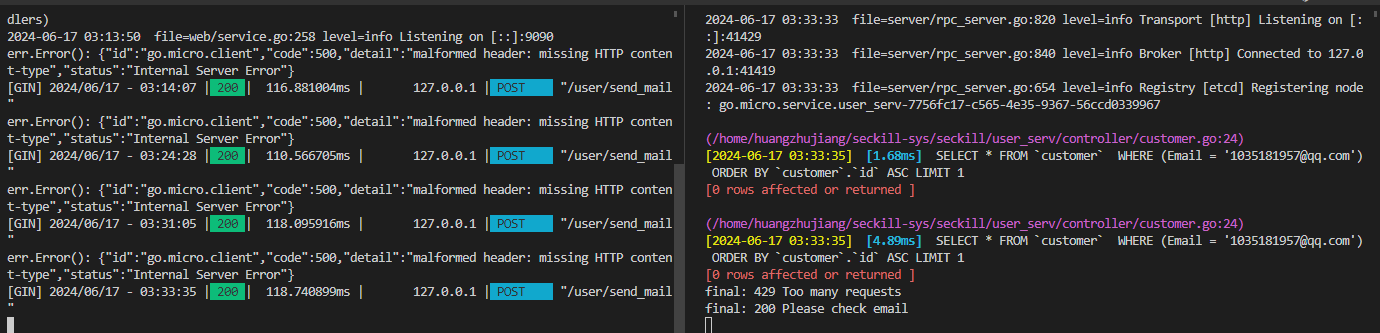 dlers)
2024-06-17 03:13:50  file=web/service.go:258 level=info Listening on [::]:9090
err.Error(): {"id":"go.micro.client","code":500,"detail":"malformed header: missing HTTP conten
t-type","status":"Internal Server Error"}
[GIN] 2024/06/17 - 03:14:07 | 200 |  116.881004ms |       127.0.0.1 | POST     "/user/send_mail
"
err.Error(): {"id":"go.micro.client","code":500,"detail":"malformed header: missing HTTP conten
t-type","status":"Internal Server Error"}
[GIN] 2024/06/17 - 03:24:28 | 200 |  110.566705ms |       127.0.0.1 | POST     "/user/send_mail
"
err.Error(): {"id":"go.micro.client","code":500,"detail":"malformed header: missing HTTP conten
t-type","status":"Internal Server Error"}
[GIN] 2024/06/17 - 03:31:05 | 200 |  118.095916ms |       127.0.0.1 | POST     "/user/send_mail
"
err.Error(): {"id":"go.micro.client","code":500,"detail":"malformed header: missing HTTP conten
t-type","status":"Internal Server Error"}
[GIN] 2024/06/17 - 03:33:35 | 200 |  118.740899ms |       127.0.0.1 | POST     "/user/send_mail
"
2024-06-17 03:33:33  file=server/rpc_server.go:820 level=info Transport [http] Listening on [:
:]:41429
2024-06-17 03:33:33  file=server/rpc_server.go:840 level=info Broker [http] Connected to 127.0
.0.1:41419
2024-06-17 03:33:33  file=server/rpc_server.go:654 level=info Registry [etcd] Registering node
: go.micro.service.user_serv-7756fc17-c565-4e35-9367-56ccd0339967
(/home/huangzhujiang/seckill-sys/seckill/user_serv/controller/customer.go:24)
[2024-06-17 03:33:35]  [1.68ms]  SELECT * FROM `customer`  WHERE (Email = '1035181957@qq.com')
ORDER BY `customer`.`id` ASC LIMIT 1
[0 rows affected or returned ]
(/home/huangzhujiang/seckill-sys/seckill/user_serv/controller/customer.go:24)
[2024-06-17 03:33:35]  [4.89ms]  SELECT * FROM `customer`  WHERE (Email = '1035181957@qq.com')
ORDER BY `customer`.`id` ASC LIMIT 1
[0 rows affected or returned ]
final: 429 Too many requests
final: 200 Please check email